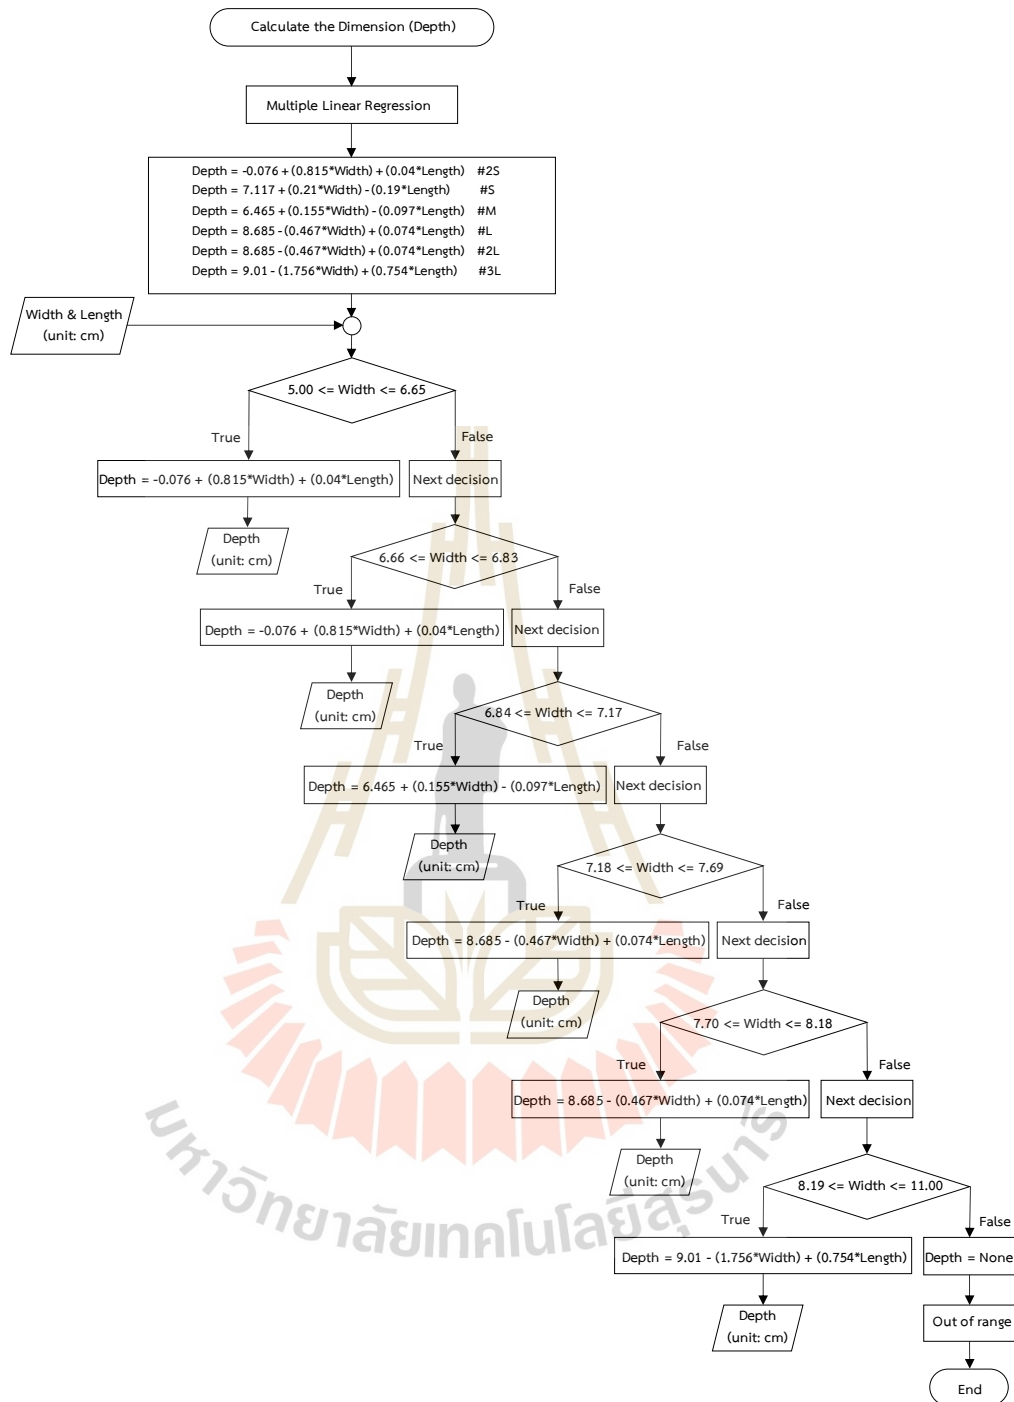 Calculate the Dimension (Depth)
Multiple Linear Regression
Depth = -0.076 + (0.815*Width) + (0.04*Length) #2S
Depth = 7.117 + (0.21*Width) - (0.19*Length) #S
Depth = 6.465 + (0.155*Width) - (0.097*Length) #M
Depth = 8.685 - (0.467*Width) + (0.074*Length) #L
Depth = 8.685 - (0.467*Width) + (0.074*Length) #2L
Depth = 9.01 - (1.756*Width) + (0.754*Length) #3L
Width & Length
(unit: cm)
5.00 <= Width <= 6.65
True
False
Depth = -0.076 + (0.815*Width) + (0.04*Length)
Next decision
Depth
(unit: cm)
6.66 <= Width <= 6.83
True
False
Depth = -0.076 + (0.815*Width) + (0.04*Length)
Next decision
Depth
(unit: cm)
6.84 <= Width <= 7.17
True
False
Depth = 6.465 + (0.155*Width) - (0.097*Length)
Next decision
Depth
(unit: cm)
7.18 <= Width <= 7.69
True
False
Depth = 8.685 - (0.467*Width) + (0.074*Length)
Next decision
Depth
(unit: cm)
7.70 <= Width <= 8.18
True
False
Depth = 8.685 - (0.467*Width) + (0.074*Length)
Next decision
Depth
(unit: cm)
8.19 <= Width <= 11.00
True
False
Depth = 9.01 - (1.756*Width) + (0.754*Length)
Depth = None
Depth
(unit: cm)
Out of range
End
มหาวิทยาลัยเทคโนโลยีสุรนารี